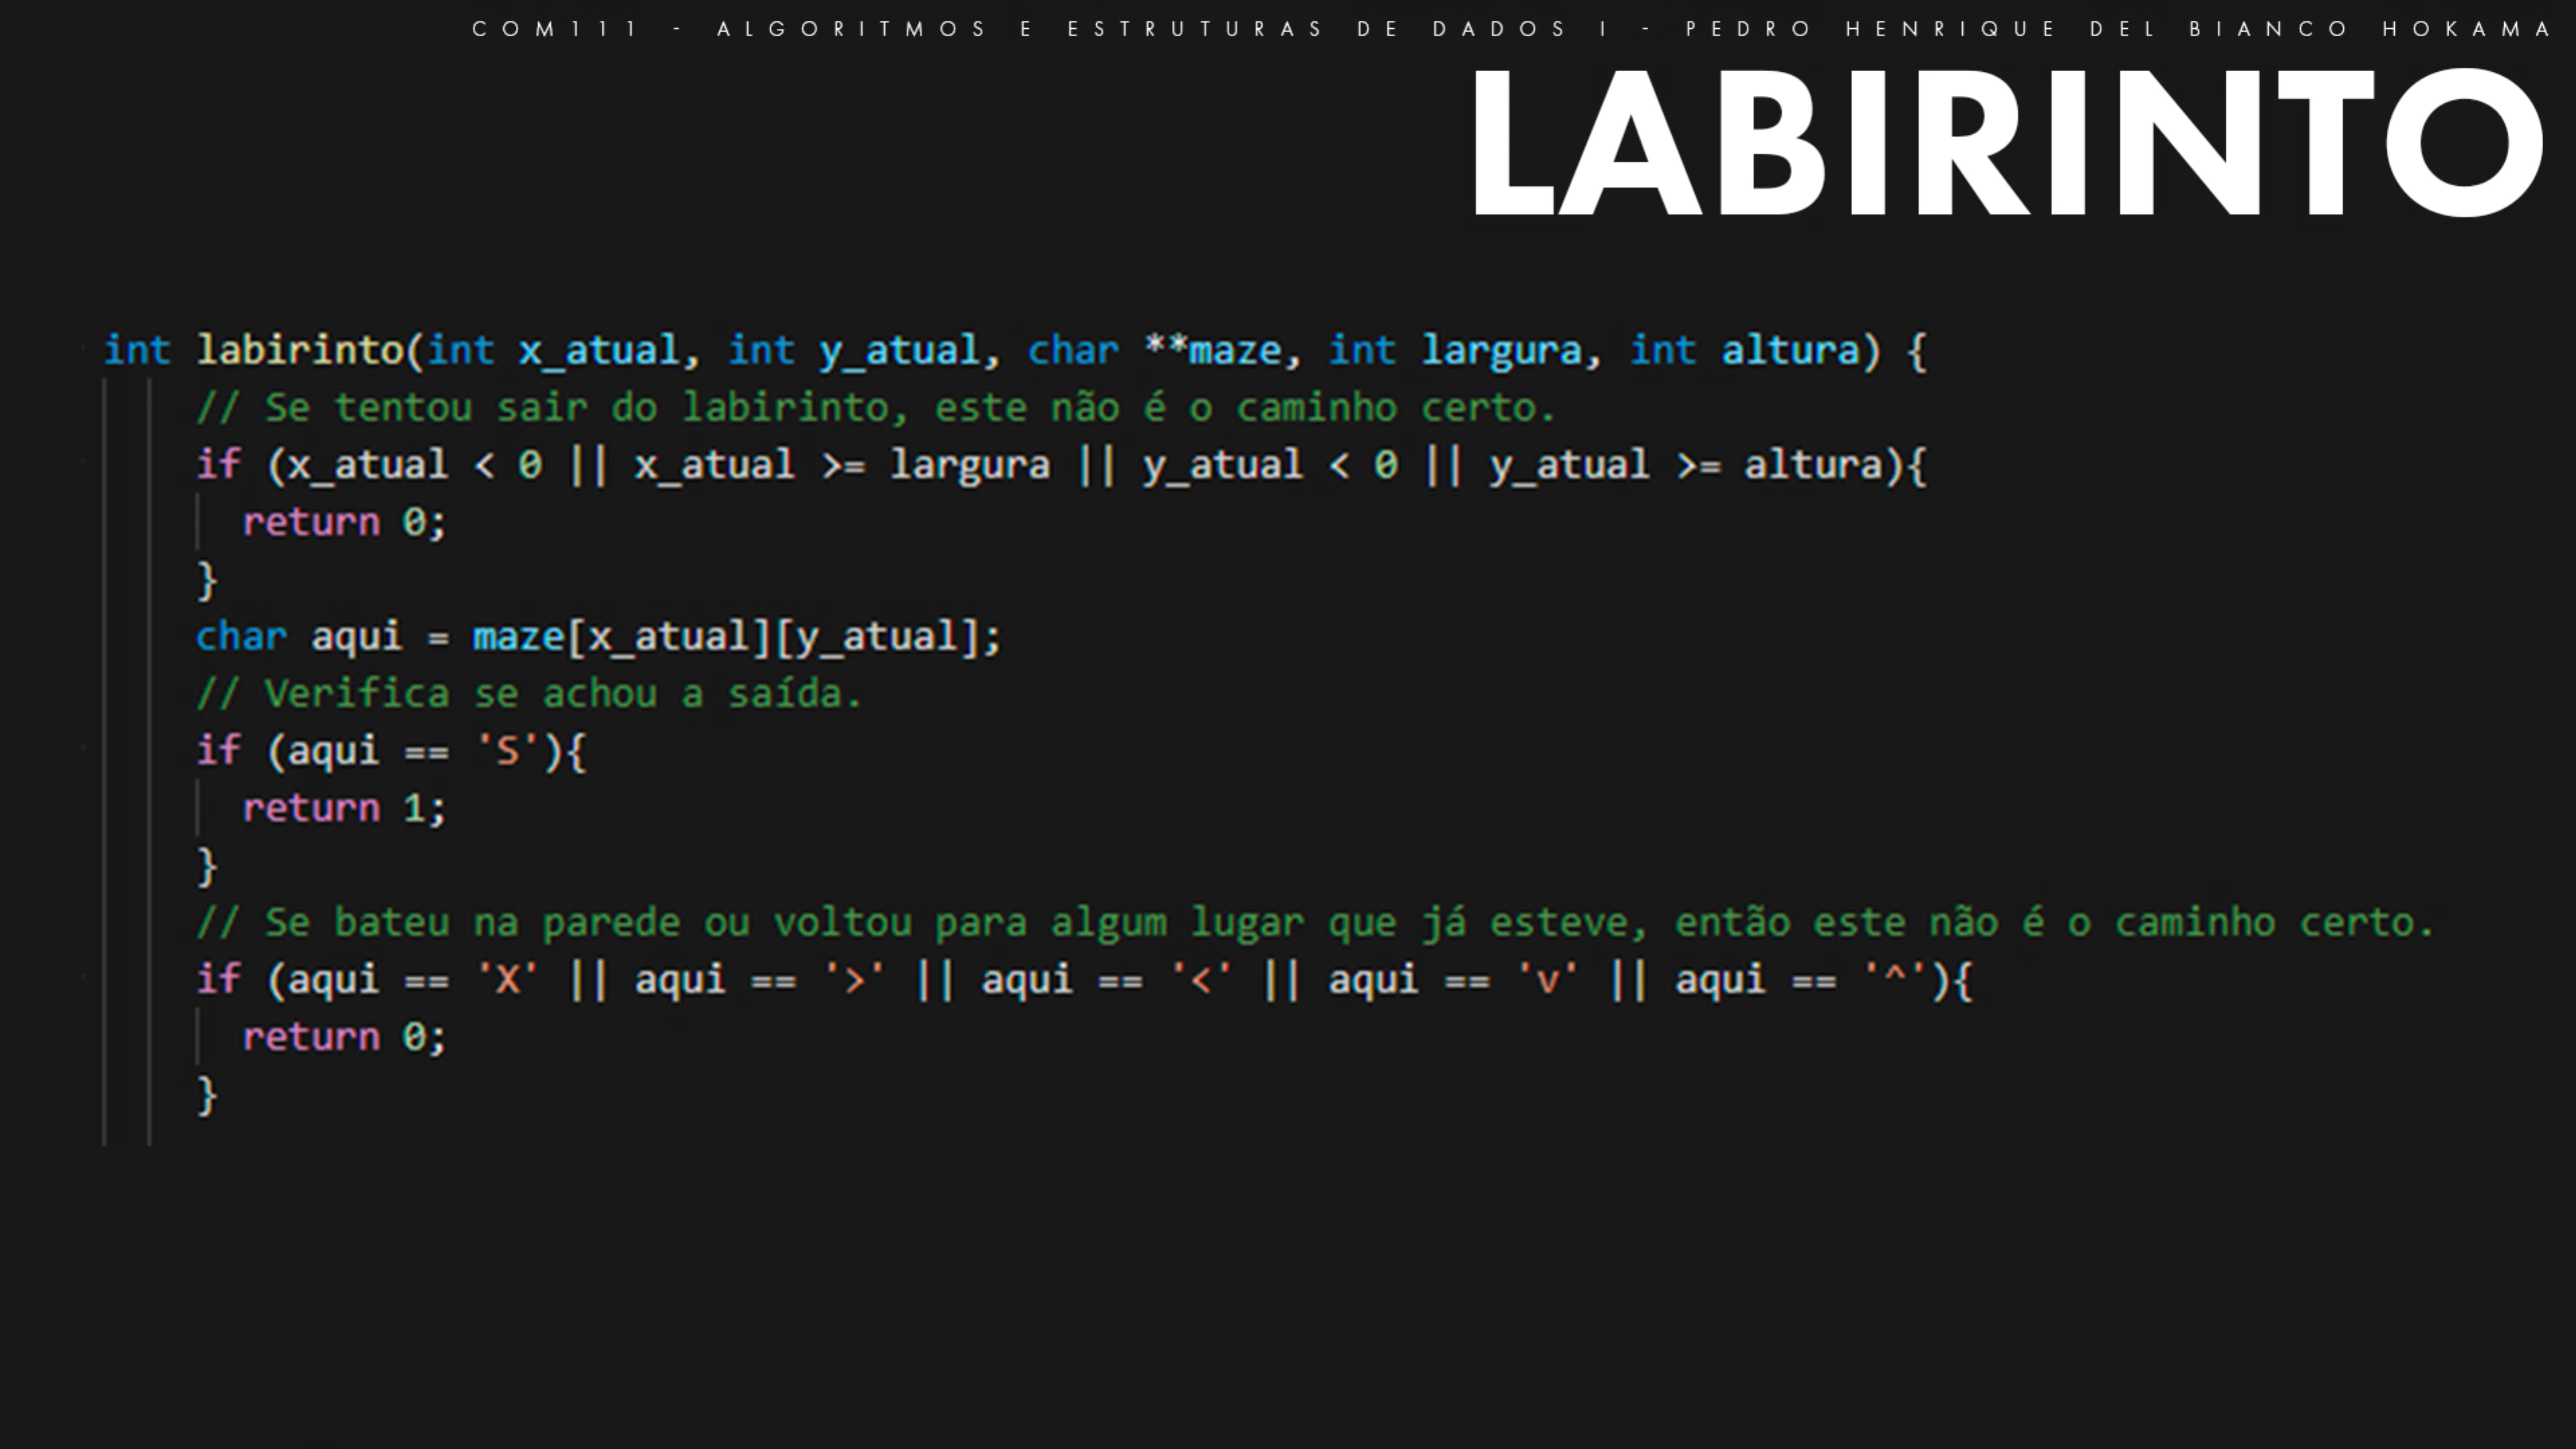 COM111 - ALGORITMOS E ESTRUTURAS DE DADOS I - PEDRO HENRIQUE DEL BIANCO HOKAMA
LABIRINTO
int labirinto(int x_atual, int y_atual, char **maze, int largura, int altura) {
// Se tentou sair do labirinto, este não é o caminho certo.
if (x_atual < 0 || x_atual >= largura || y_atual < 0 || y_atual >= altura){
return 0;
}
char aqui = maze[x_atual][y_atual];
// Verifica se achou a saída.
if (aqui == 'S'){
return 1;
}
// Se bateu na parede ou voltou para algum lugar que já esteve, então este não é o caminho certo.
if (aqui == 'X' || aqui == '>' || aqui == '<' || aqui == 'v' || aqui == '^'){
return 0;
}